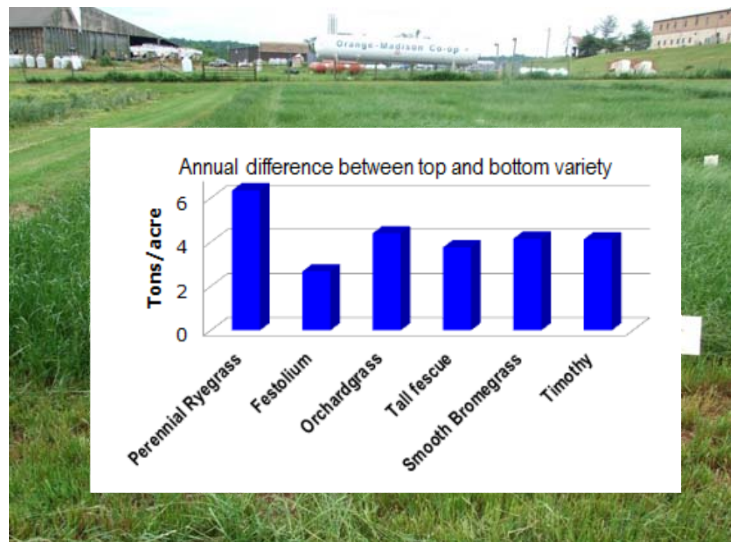 Orange-Madison Co-op
Annual difference between top and bottom variety
Tons/acre
6
4
2
0
Perennial Ryegrass
Festolium
Orchardgrass
Tall fescue
Smooth Bromegrass
Timothy